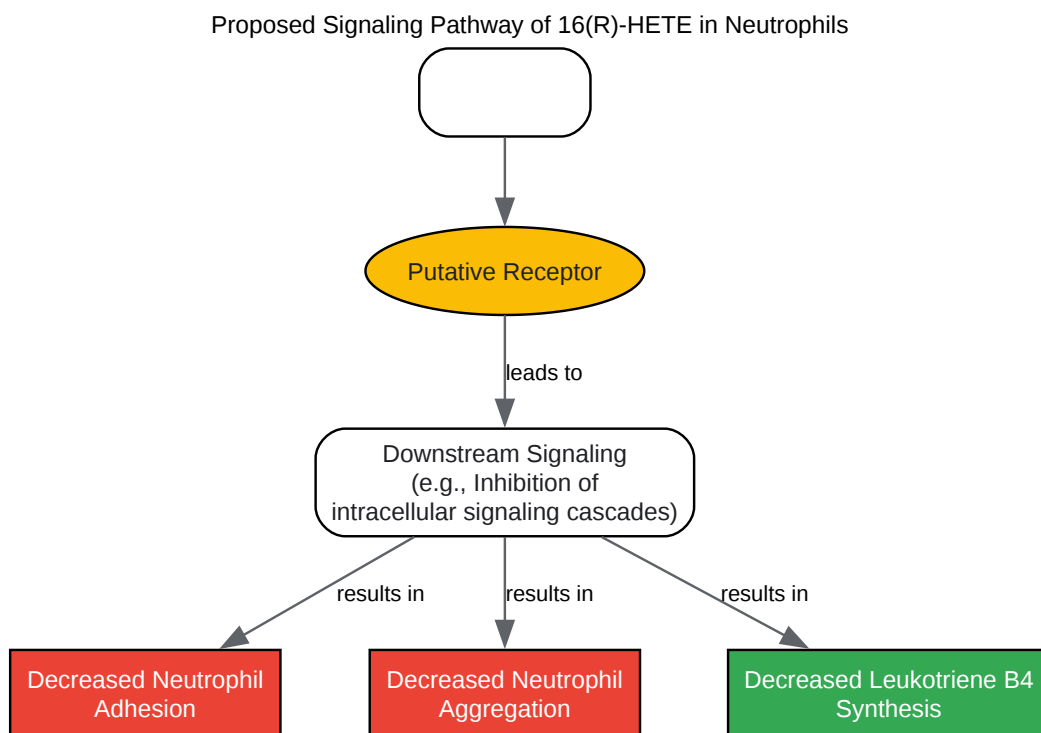 Proposed Signaling Pathway of 16(R)-HETE in Neutrophils
Putative Receptor
leads to
Downstream Signaling
(e.g., Inhibition of
intracellular signaling cascades)
results in
results in
results in
Decreased Neutrophil
Adhesion
Decreased Neutrophil
Aggregation
Decreased Leukotriene B4
Synthesis